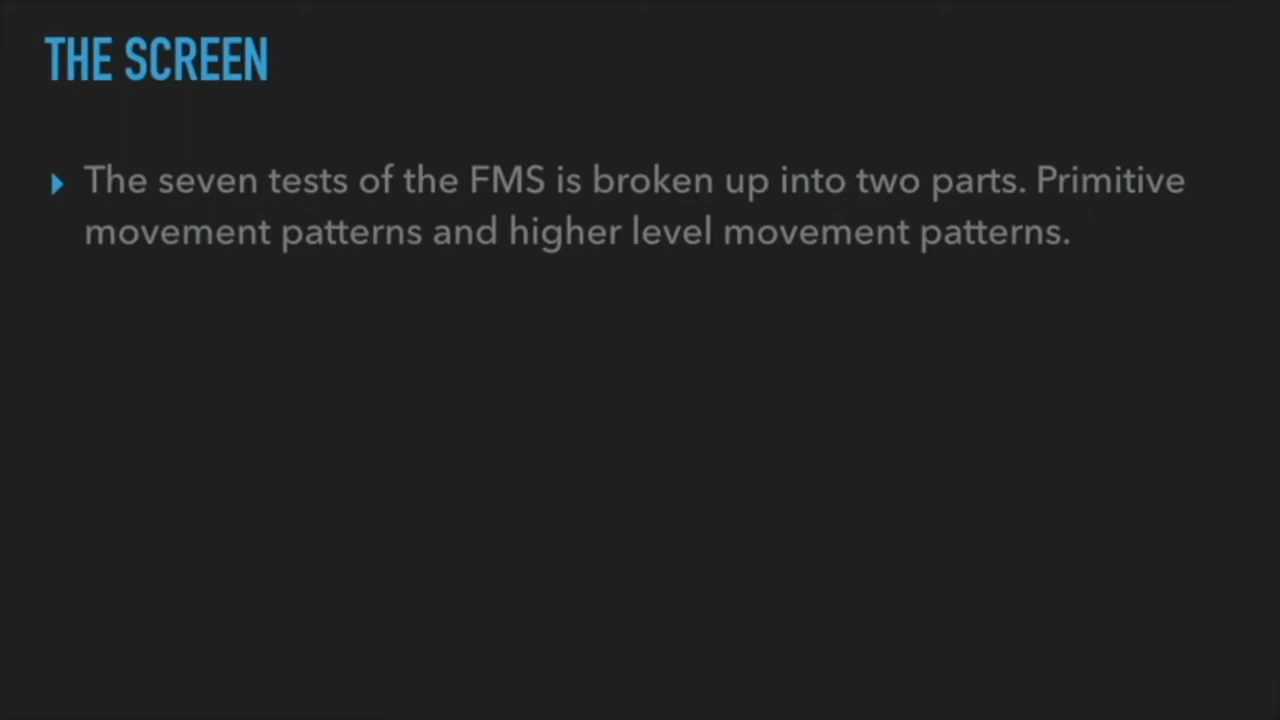 THE SCREEN
The seven tests of the FMS is broken up into two parts. Primitive
movement patterns and higher level movement patterns.